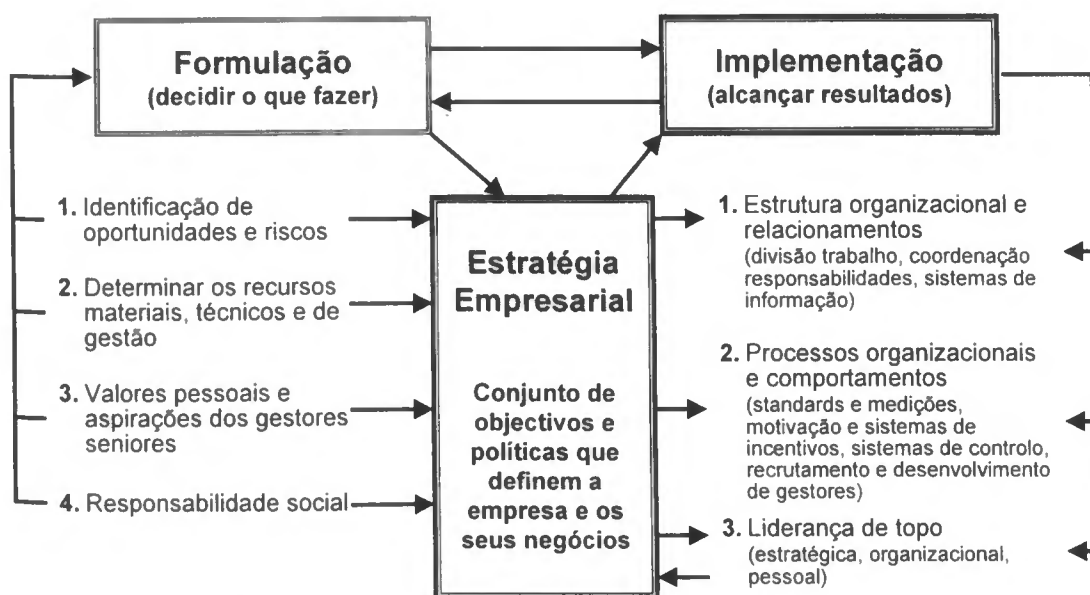 Formulação
(decidir o que fazer)
Implementação
(alcançar resultados)
1. Identificação de
oportunidades e riscos
2. Determinar os recursos
materiais, técnicos e de
gestão
3. Valores pessoais e
aspirações dos gestores
seniores
4. Responsabilidade social
Estratégia
Empresarial
Conjunto de
objectivos e
políticas que
definem a
empresa e os
seus negócios
1. Estrutura organizacional e
relacionamentos
(divisão trabalho, coordenação
responsabilidades, sistemas de
informação)
2. Processos organizacionais
e comportamentos
(standards e medições,
motivação e sistemas de
incentivos, sistemas de controlo,
recrutamento e desenvolvimento
de gestores)
3. Liderança de topo
(estratégica, organizacional,
pessoal)